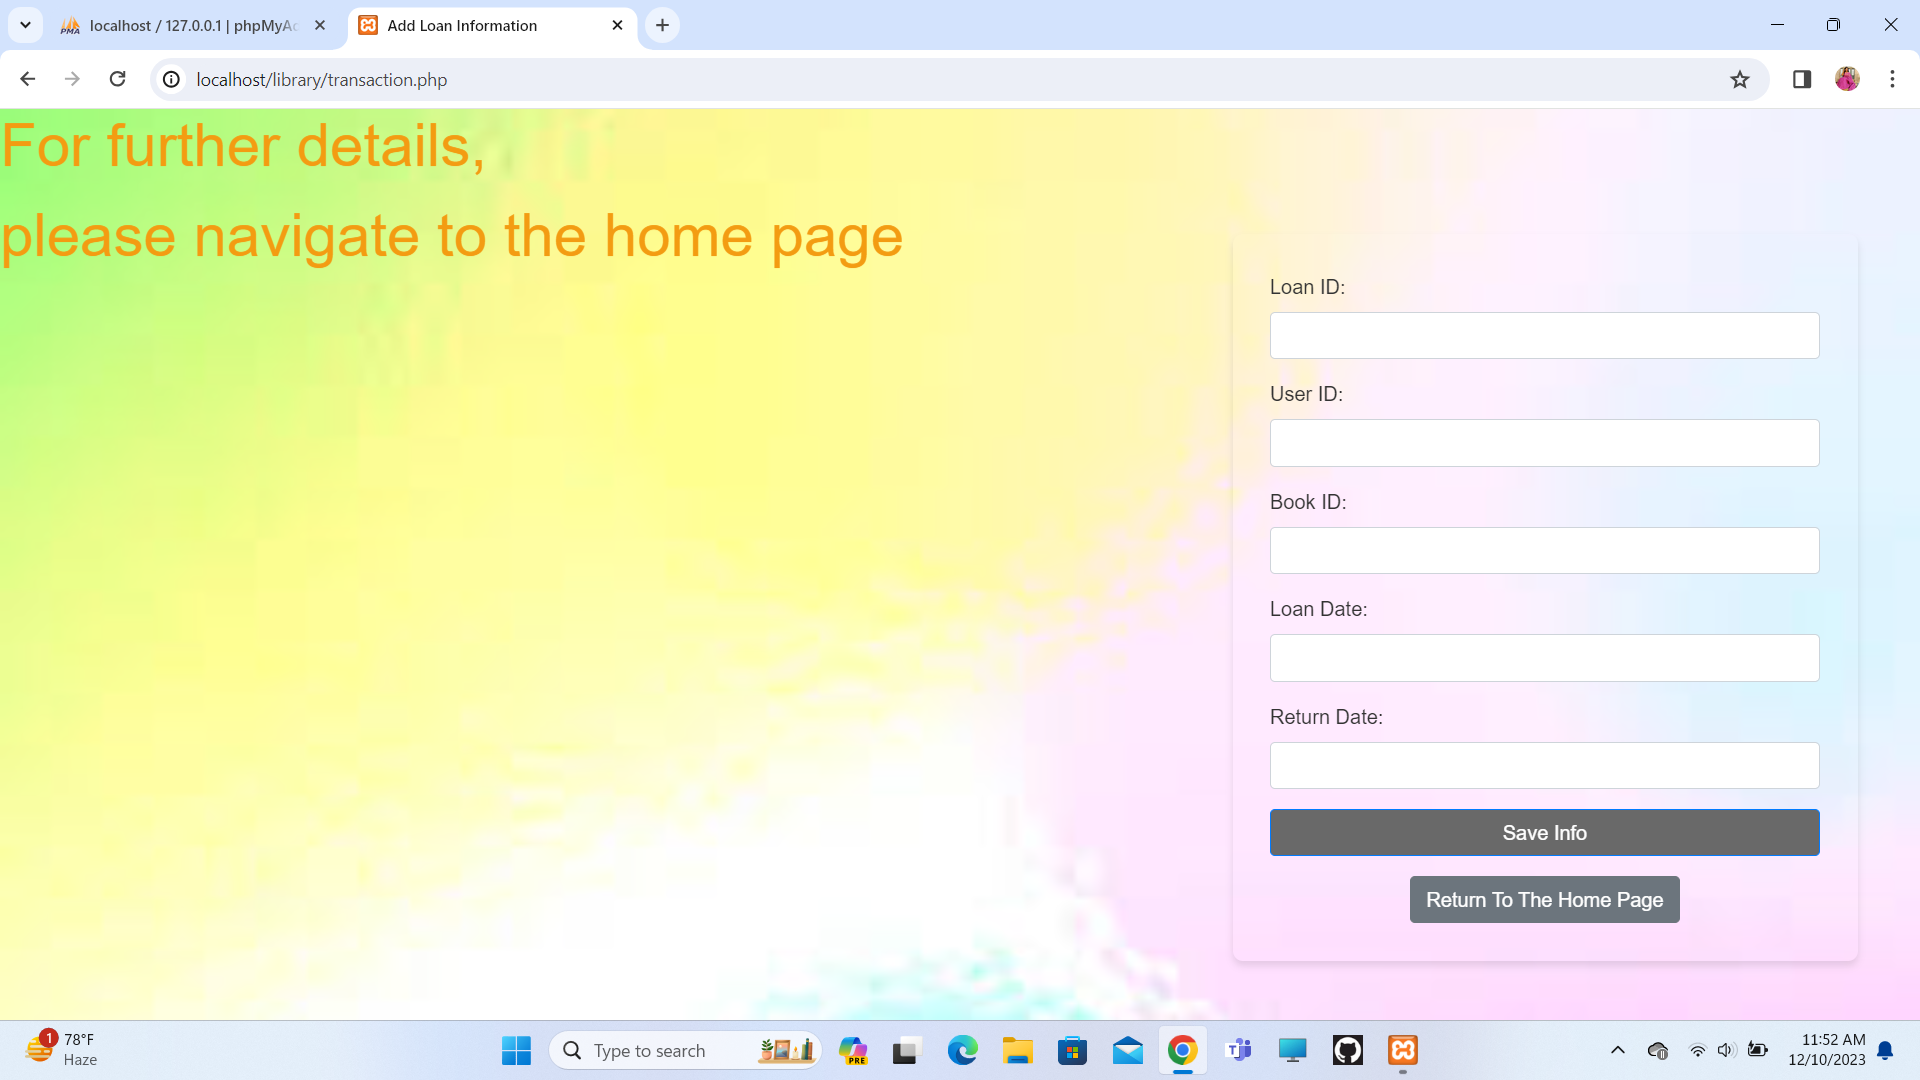 localhost / 127.0.0.1 | phpMyAc
Add Loan Information
localhost/library/transaction.php
For further details,
please navigate to the home page
Loan ID:
User ID:
Book ID:
Loan Date:
Return Date:
Save Info
Return To The Home Page
1
78°F
Haze
Type to search
PRE
11:52 AM
12/10/2023